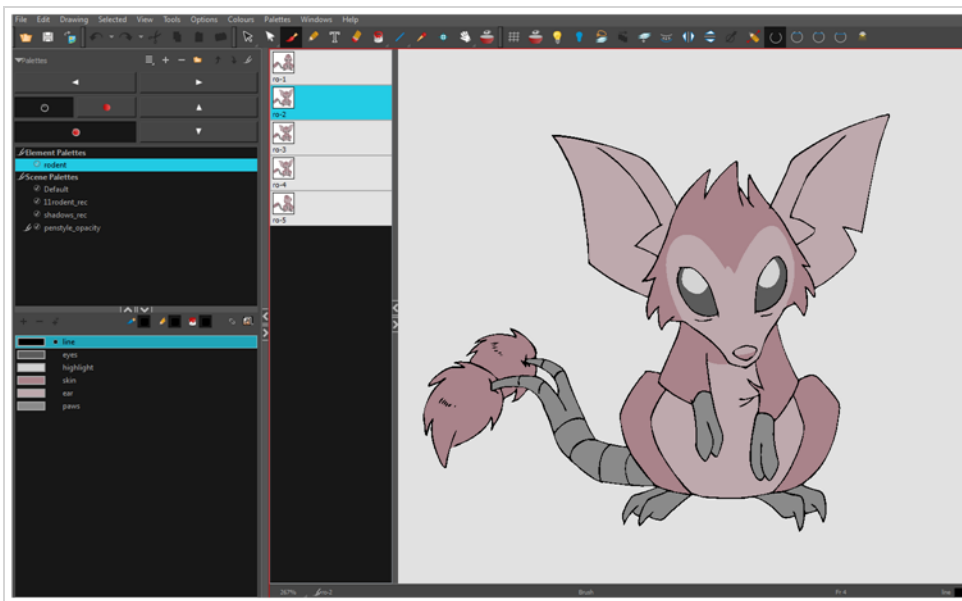 File Edit Drawing Selected View Tools Options Colours Palettes Windows Help
Palettes
Element Palettes
rodent
Scene Palettes
Default
11rodent_rec
shadows_rec
penstyle_opacity
line
eyes
highlight
skin
ear
paws
ro-1
ro-2
ro-3
ro-4
ro-5
267% ro-2 Brush Fr 4 line